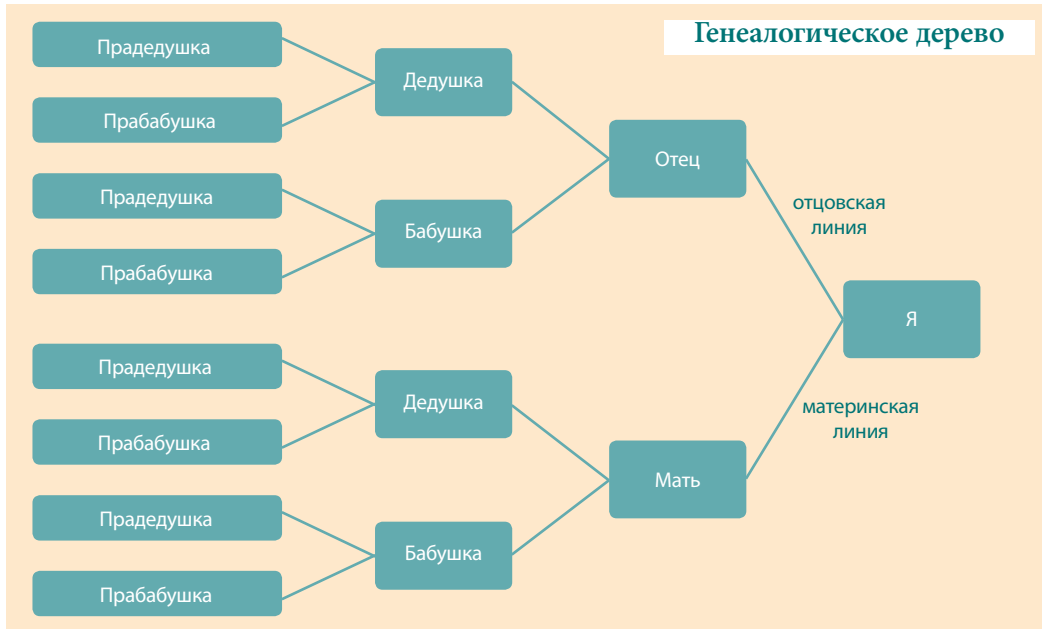 Генеалогическое дерево
Прадедушка
Прабабушка
Дедушка
Прадедушка
Прабабушка
Бабушка
Отец
отцовская
линия
Я
Прадедушка
Прабабушка
Дедушка
Прадедушка
Прабабушка
Бабушка
Мать
материнская
линия